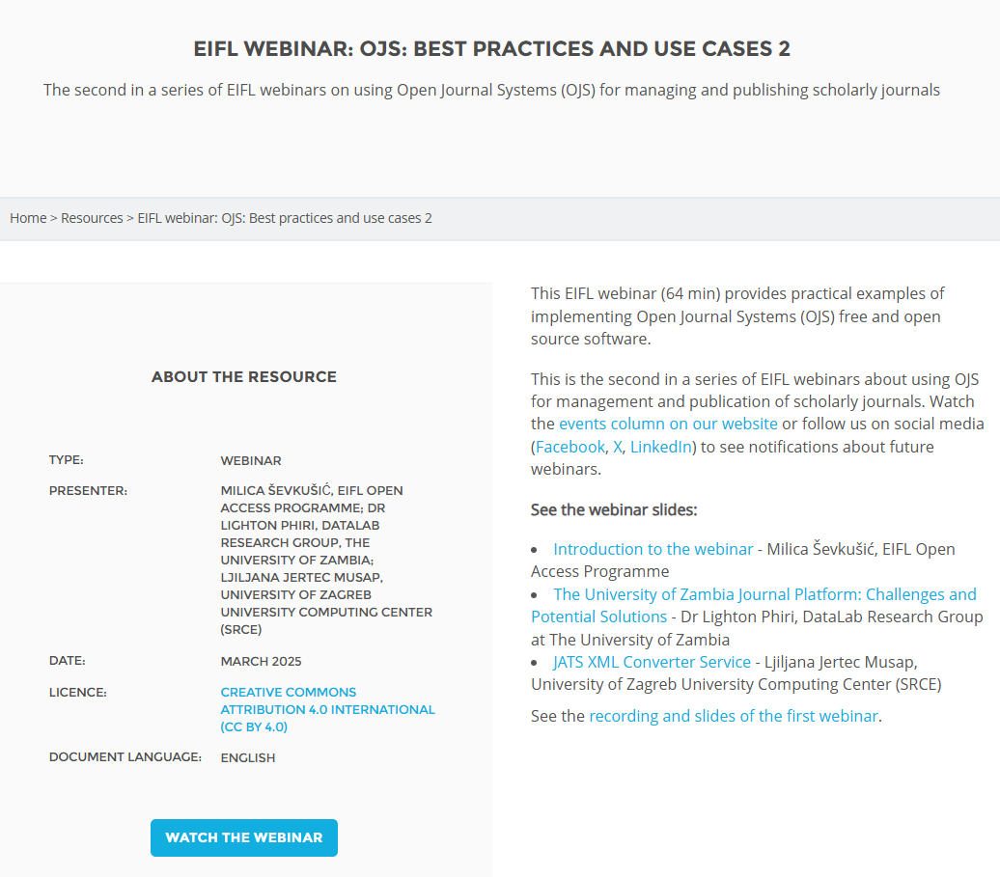 EIFL WEBINAR: OJS: BEST PRACTICES AND USE CASES 2
The second in a series of EIFL webinars on using Open Journal Systems (OJS) for managing and publishing scholarly journals
Home > Resources > EIFL webinar: OJS: Best practices and use cases 2
ABOUT THE RESOURCE
TYPE: WEBINAR
PRESENTER: MILICA ŠEVKUŠIĆ, EIFL OPEN
ACCESS PROGRAMME; DR
LIGHTON PHIRI, DATALAB
RESEARCH GROUP, THE
UNIVERSITY OF ZAMBIA;
LJILJANA JERTEC MUSAP,
UNIVERSITY OF ZAGREB
UNIVERSITY COMPUTING CENTER
(SRCE)
DATE: MARCH 2025
LICENCE: CREATIVE COMMONS
ATTRIBUTION 4.0 INTERNATIONAL
(CC BY 4.0)
DOCUMENT LANGUAGE: ENGLISH
WATCH THE WEBINAR
This EIFL webinar (64 min) provides practical examples of
implementing Open Journal Systems (OJS) free and open
source software.
This is the second in a series of EIFL webinars about using OJS
for management and publication of scholarly journals. Watch
the events column on our website or follow us on social media
(Facebook, X, LinkedIn) to see notifications about future
webinars.
See the webinar slides:
• Introduction to the webinar - Milica Ševkušić, EIFL Open
Access Programme
• The University of Zambia Journal Platform: Challenges and
Potential Solutions - Dr Lighton Phiri, DataLab Research Group
at The University of Zambia
• JATS XML Converter Service - Ljiljana Jertec Musap,
University of Zagreb University Computing Center (SRCE)
See the recording and slides of the first webinar.